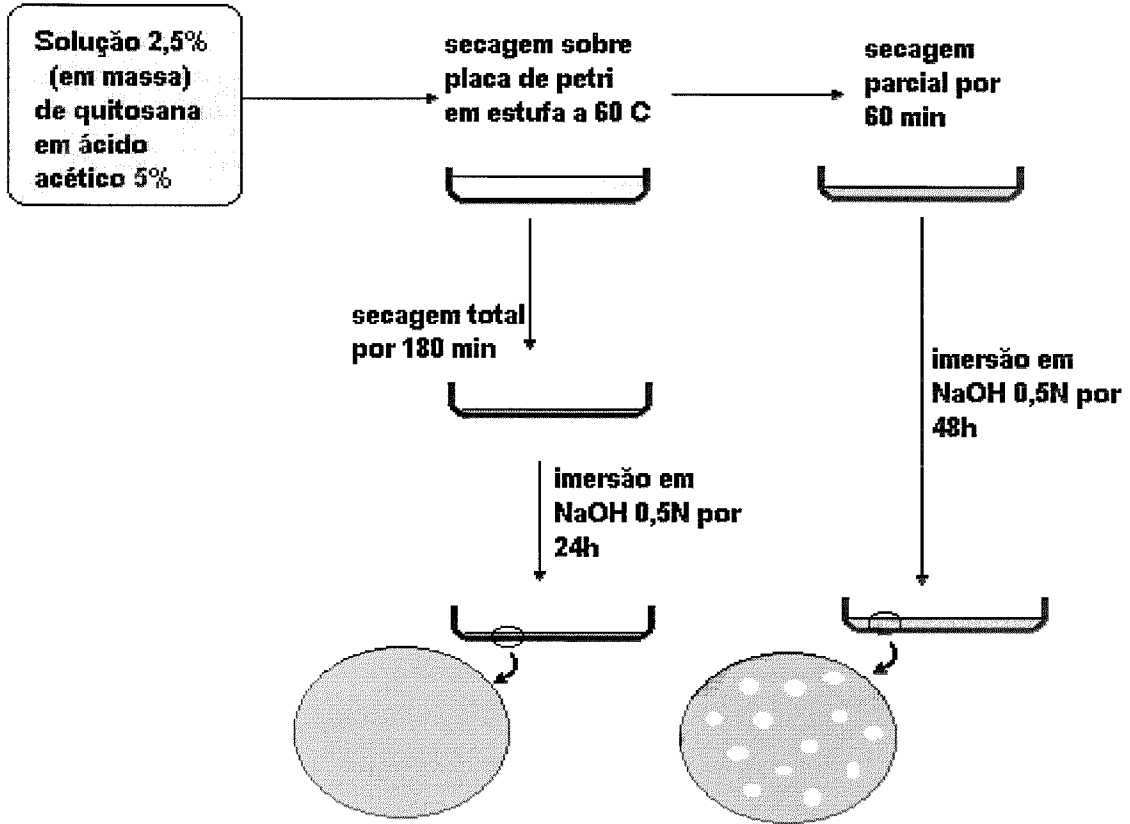 Solução 2,5%
(em massa)
de quitosana
em ácido
acético 5%
secagem sobre
placa de petri
em estufa a 60 C
secagem
parcial por
60 min
secagem total
por 180 min
imersão em
NaOH 0,5N por
48h
imersão em
NaOH 0,5N por
24h